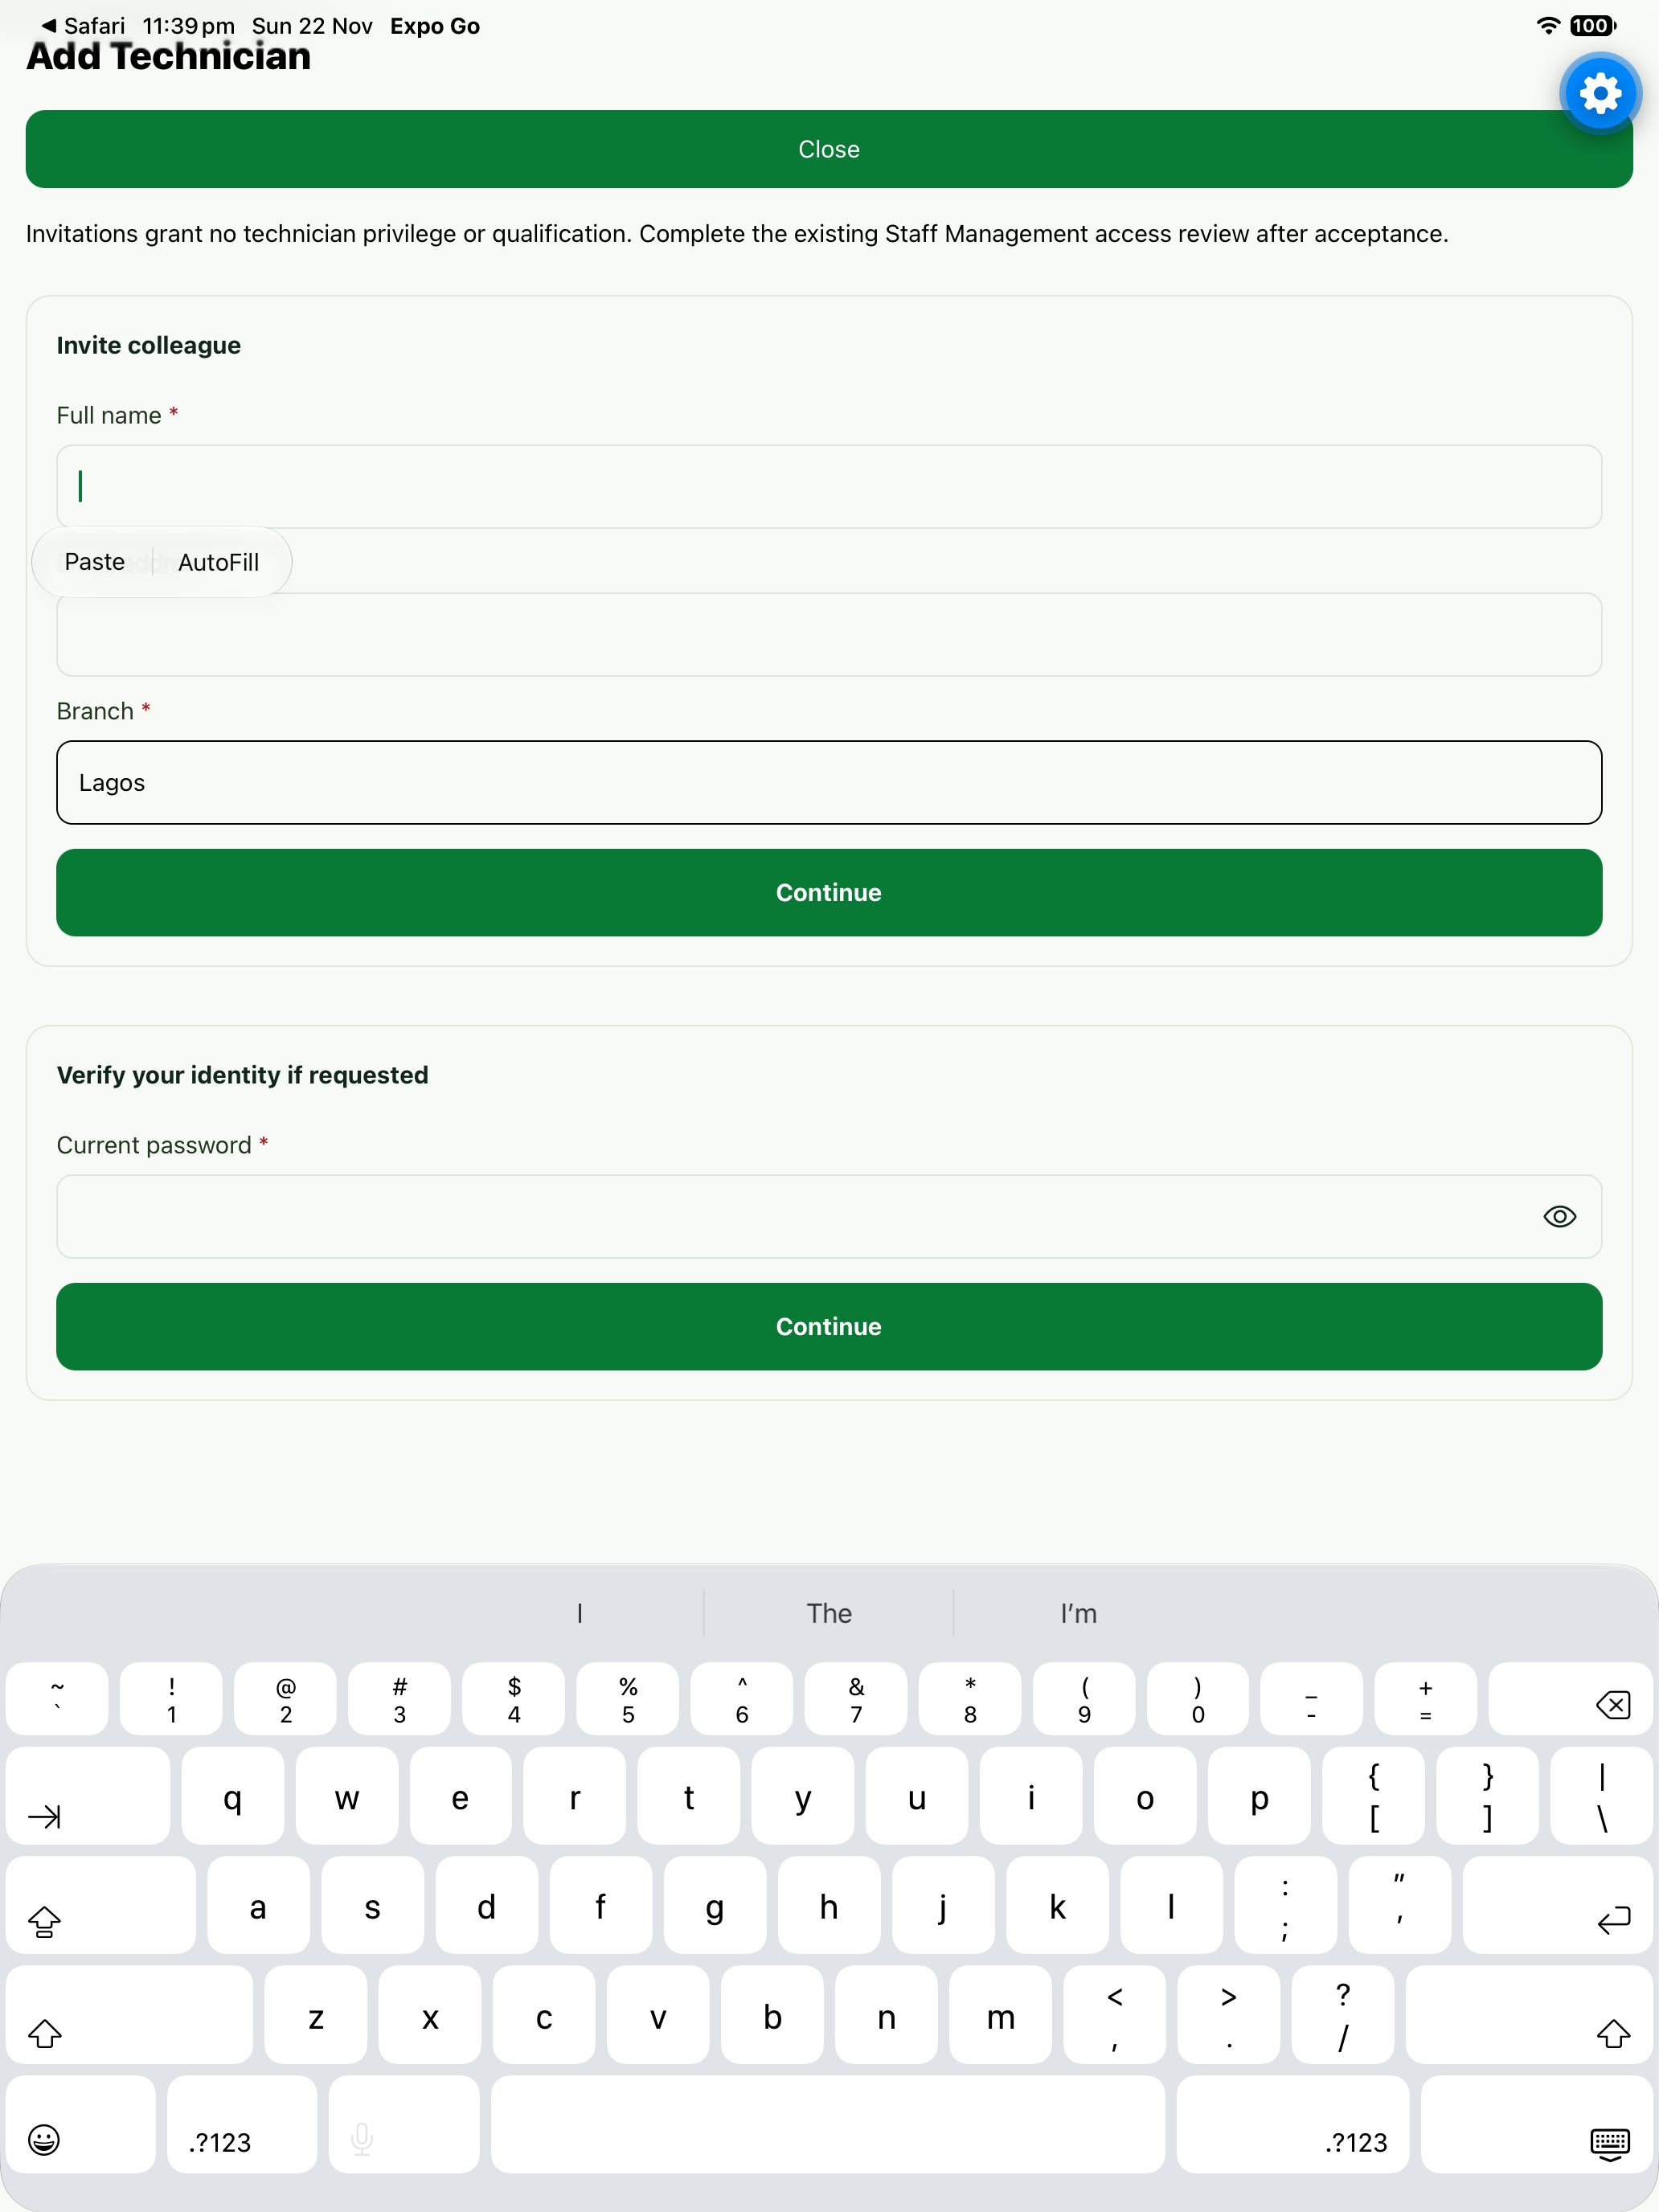 ◀ Safari 11:39 pm Sun 22 Nov Expo Go
100
Add Technician
Close
Invitations grant no technician privilege or qualification. Complete the existing Staff Management access review after acceptance.
Invite colleague
Full name *
Paste AutoFill
Branch *
Lagos
Continue
Verify your identity if requested
Current password *
Continue
I The I’m
~ ! @ # $ % ^ & * ( ) _ +
` 1 2 3 4 5 6 7 8 9 0 - =
q w e r t y u i o p { } |
[ ] \
a s d f g h j k l : "
; '
z x c v b n m < > ?
, . /
.?123 .?123